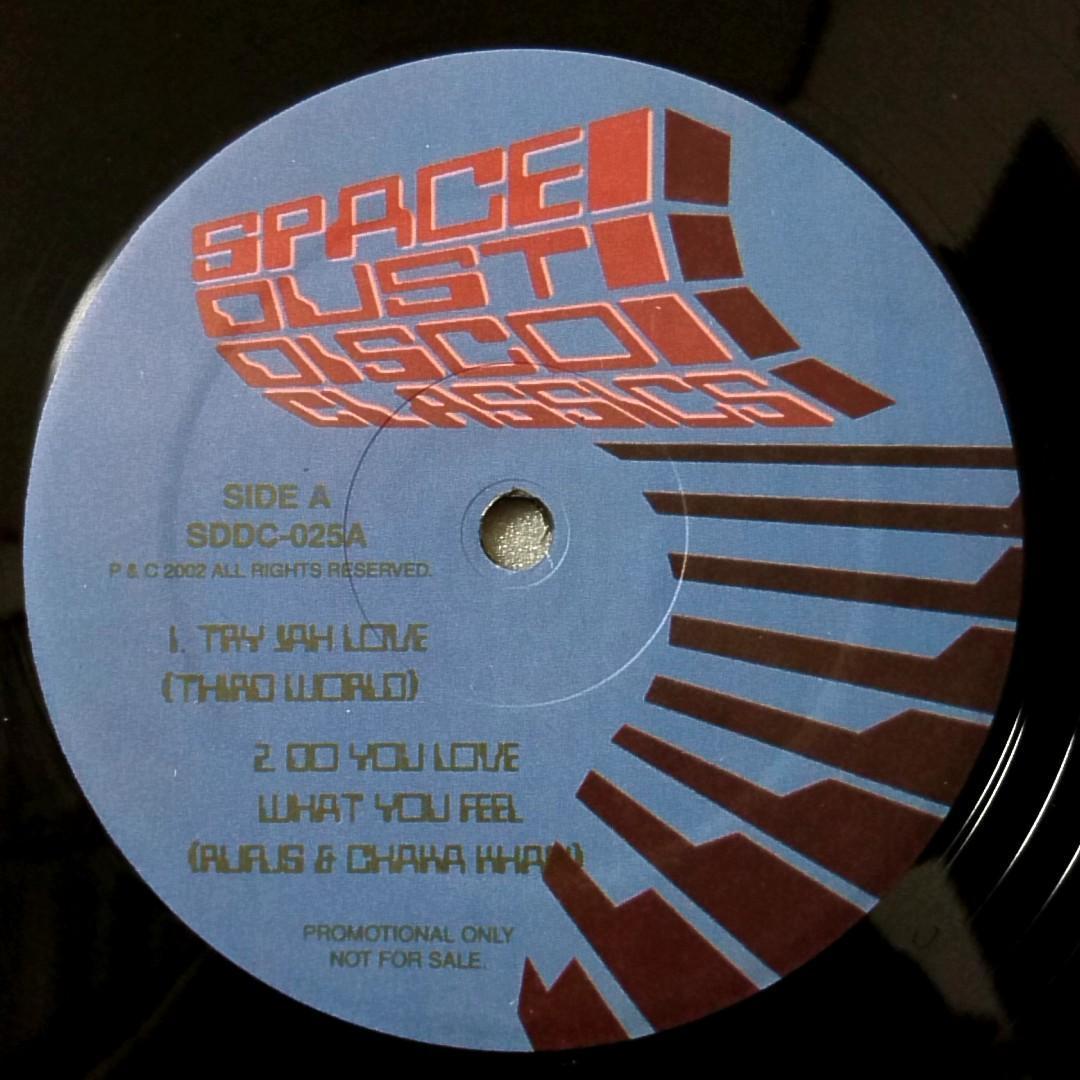 SPACE
DUST
DISCO
CLASSICS
SIDE A
SDDC-025A
P & C 2002 ALL RIGHTS RESERVED.
1. TRY JAH LOVE
(THIRD WORLD)
2. DO YOU LOVE
WHAT YOU FEEL
(RUFUS & CHAKA KHAN)
PROMOTIONAL ONLY
NOT FOR SALE.